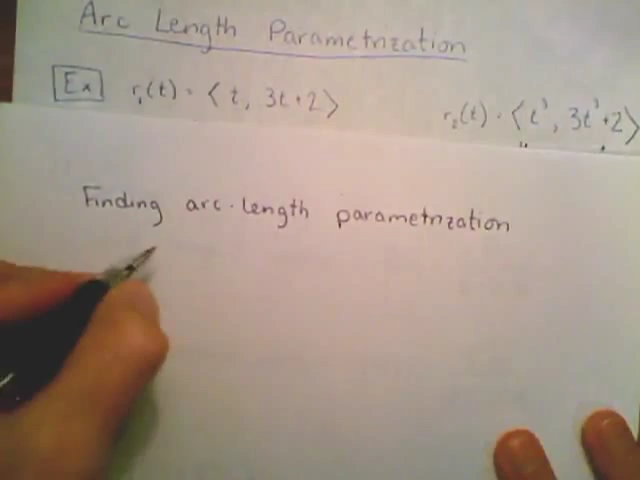 Arc Length Parametrization
Ex r₁(t) = ⟨t, 3t+2⟩ r₂(t) = ⟨t³, 3t³+2⟩
Finding arc-length parametrization